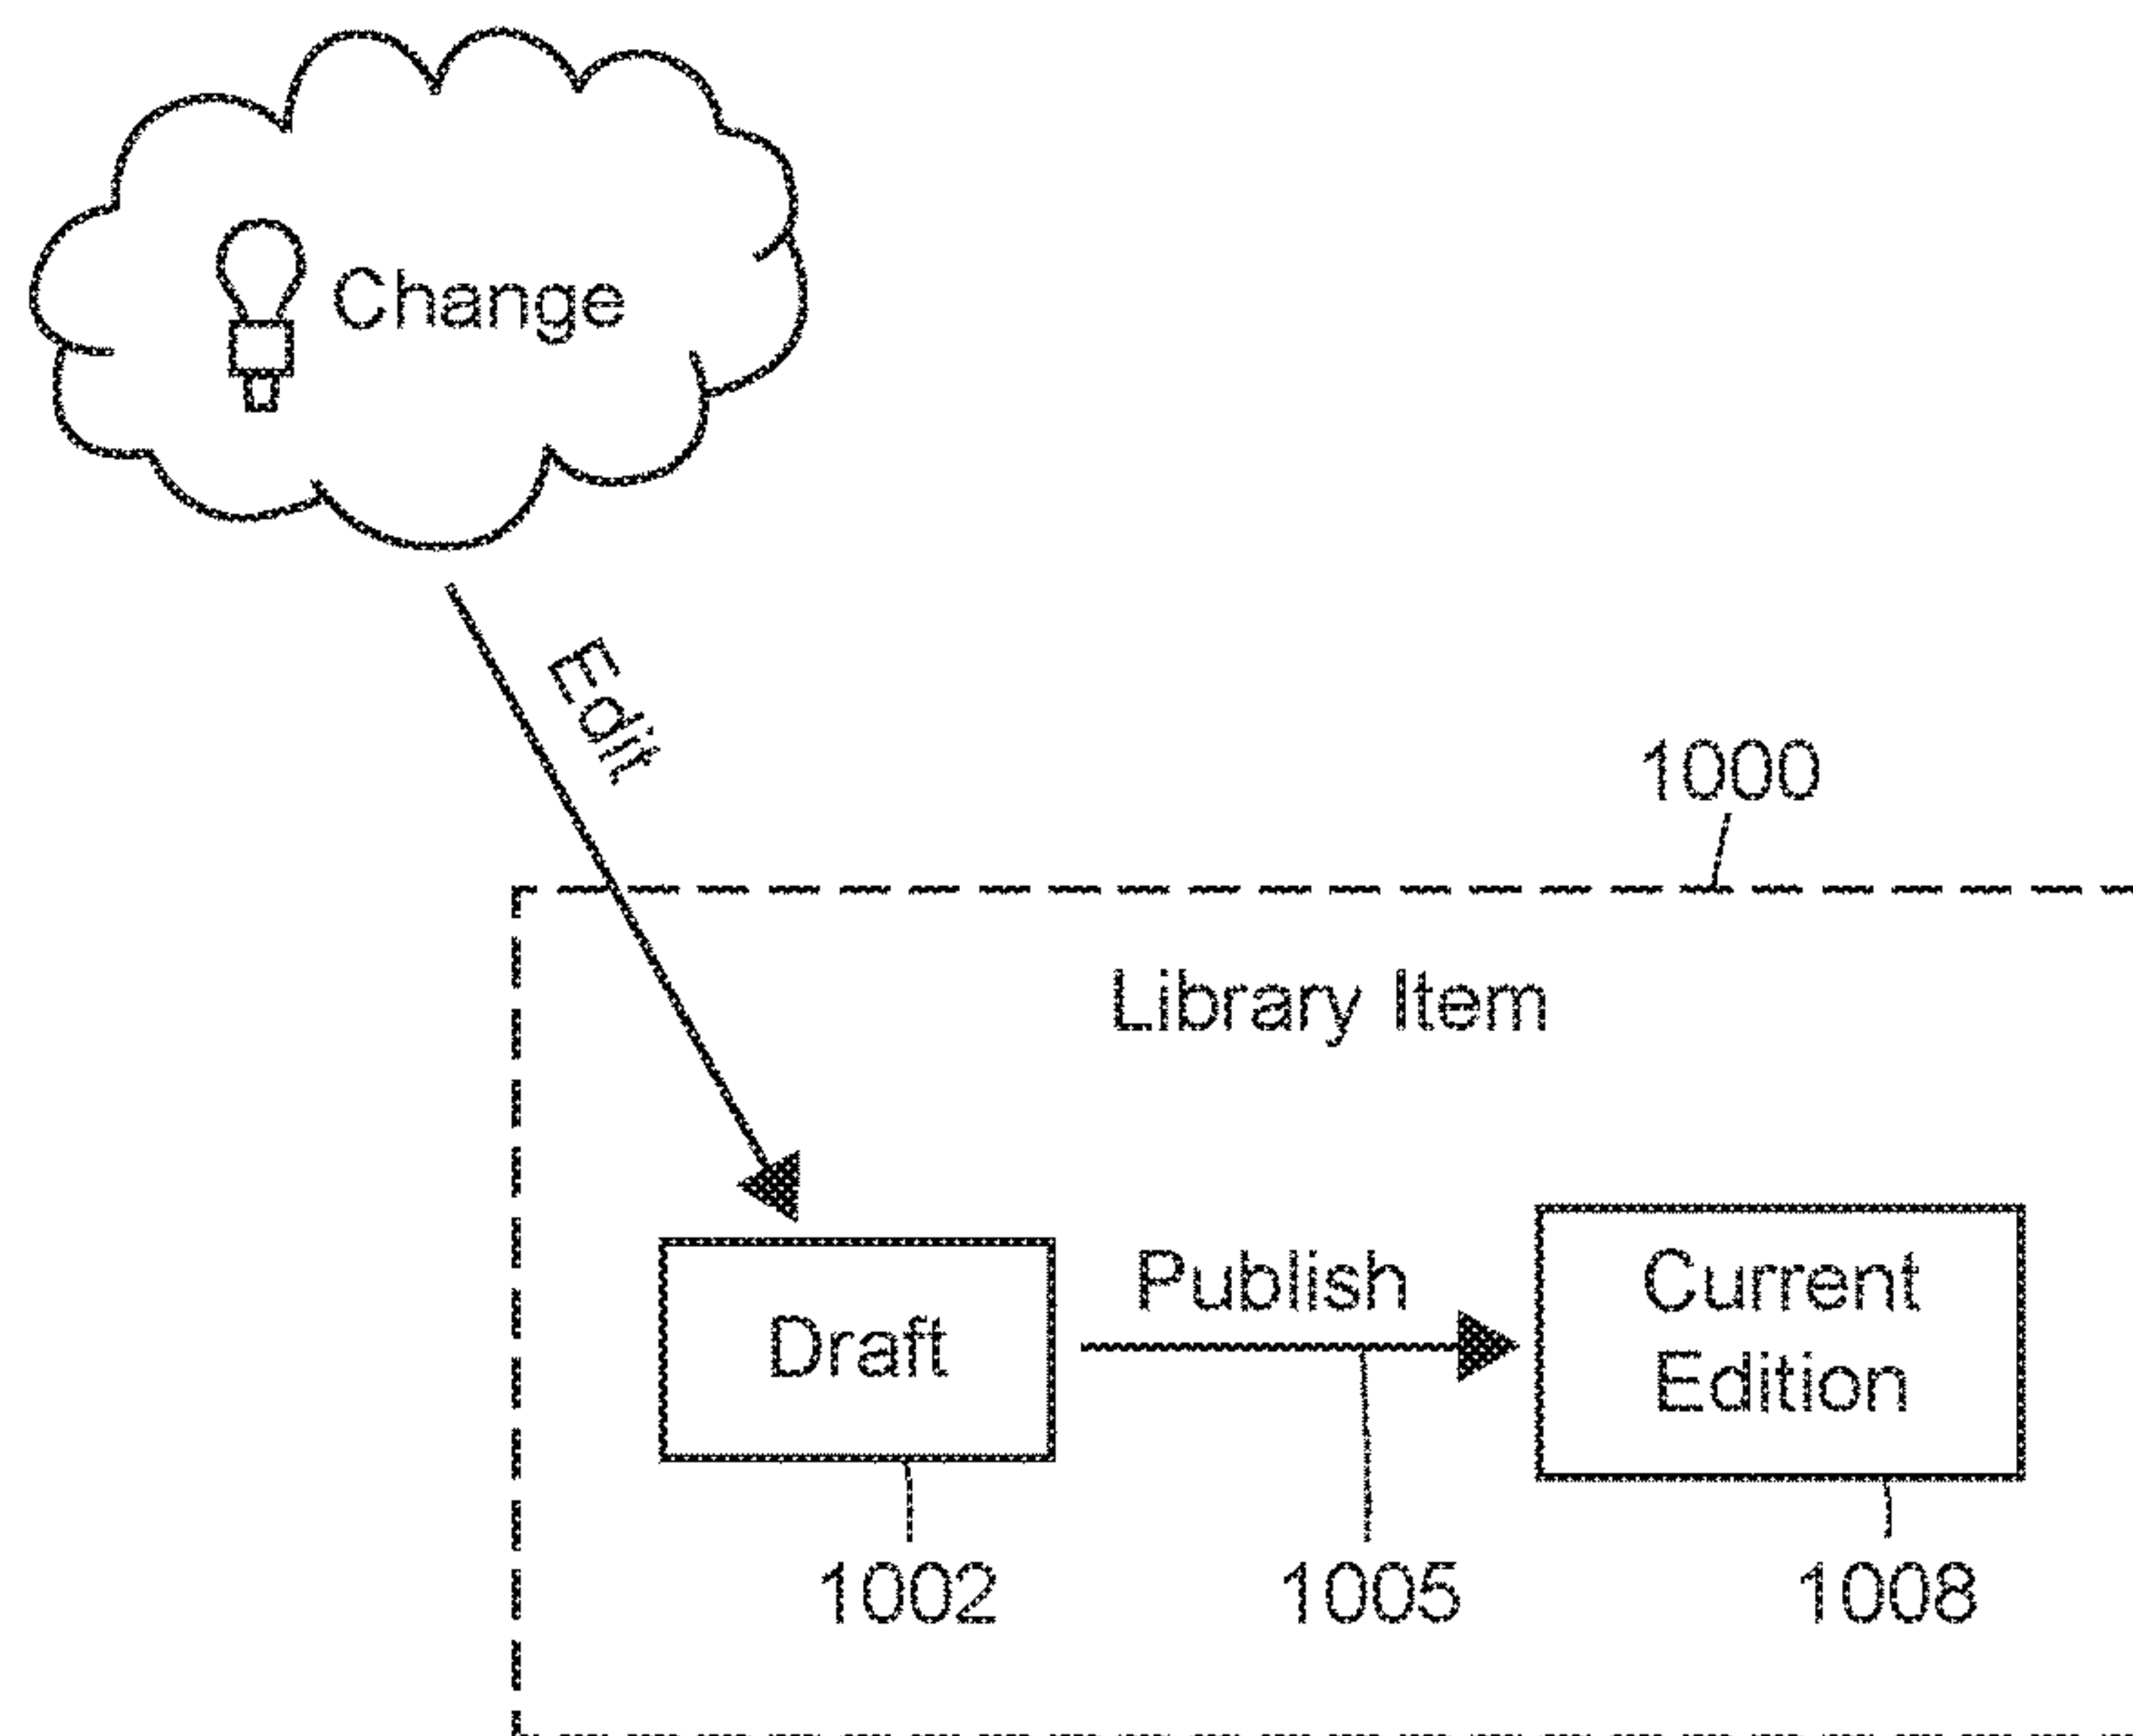 Change
Edit
1000
Library Item
Draft
Publish
Current
Edition
1002
1005
1008